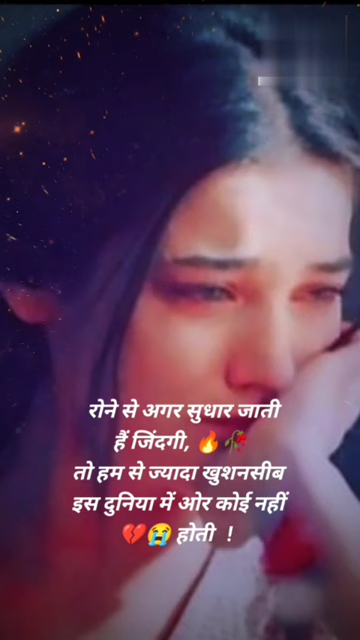 रोने से अगर सुधार जाती
हैं जिंदगी, 🔥🥀
तो हम से ज्यादा खुशनसीब
इस दुनिया में ओर कोई नहीं
💔😭 होती !